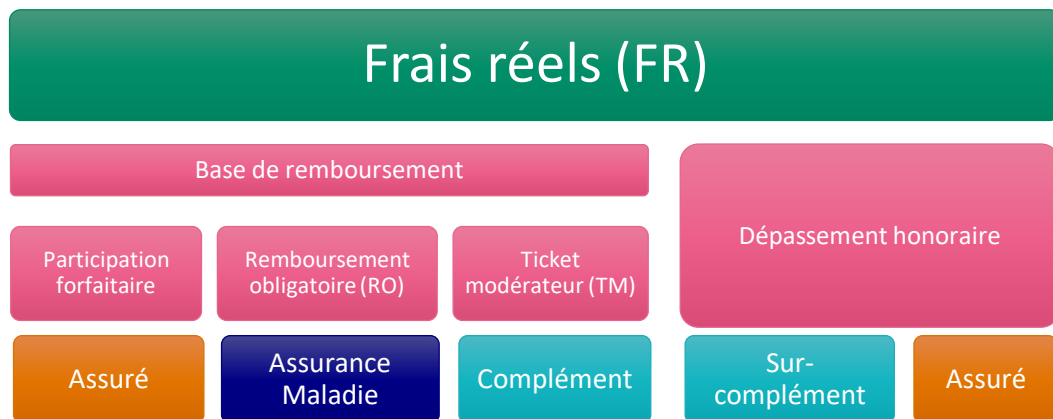 Frais réels (FR)
Base de remboursement
Dépassement honoraire
Participation
forfaitaire
Remboursement
obligatoire (RO)
Ticket
modérateur (TM)
Assuré
Assurance
Maladie
Complément
Sur-
complément
Assuré